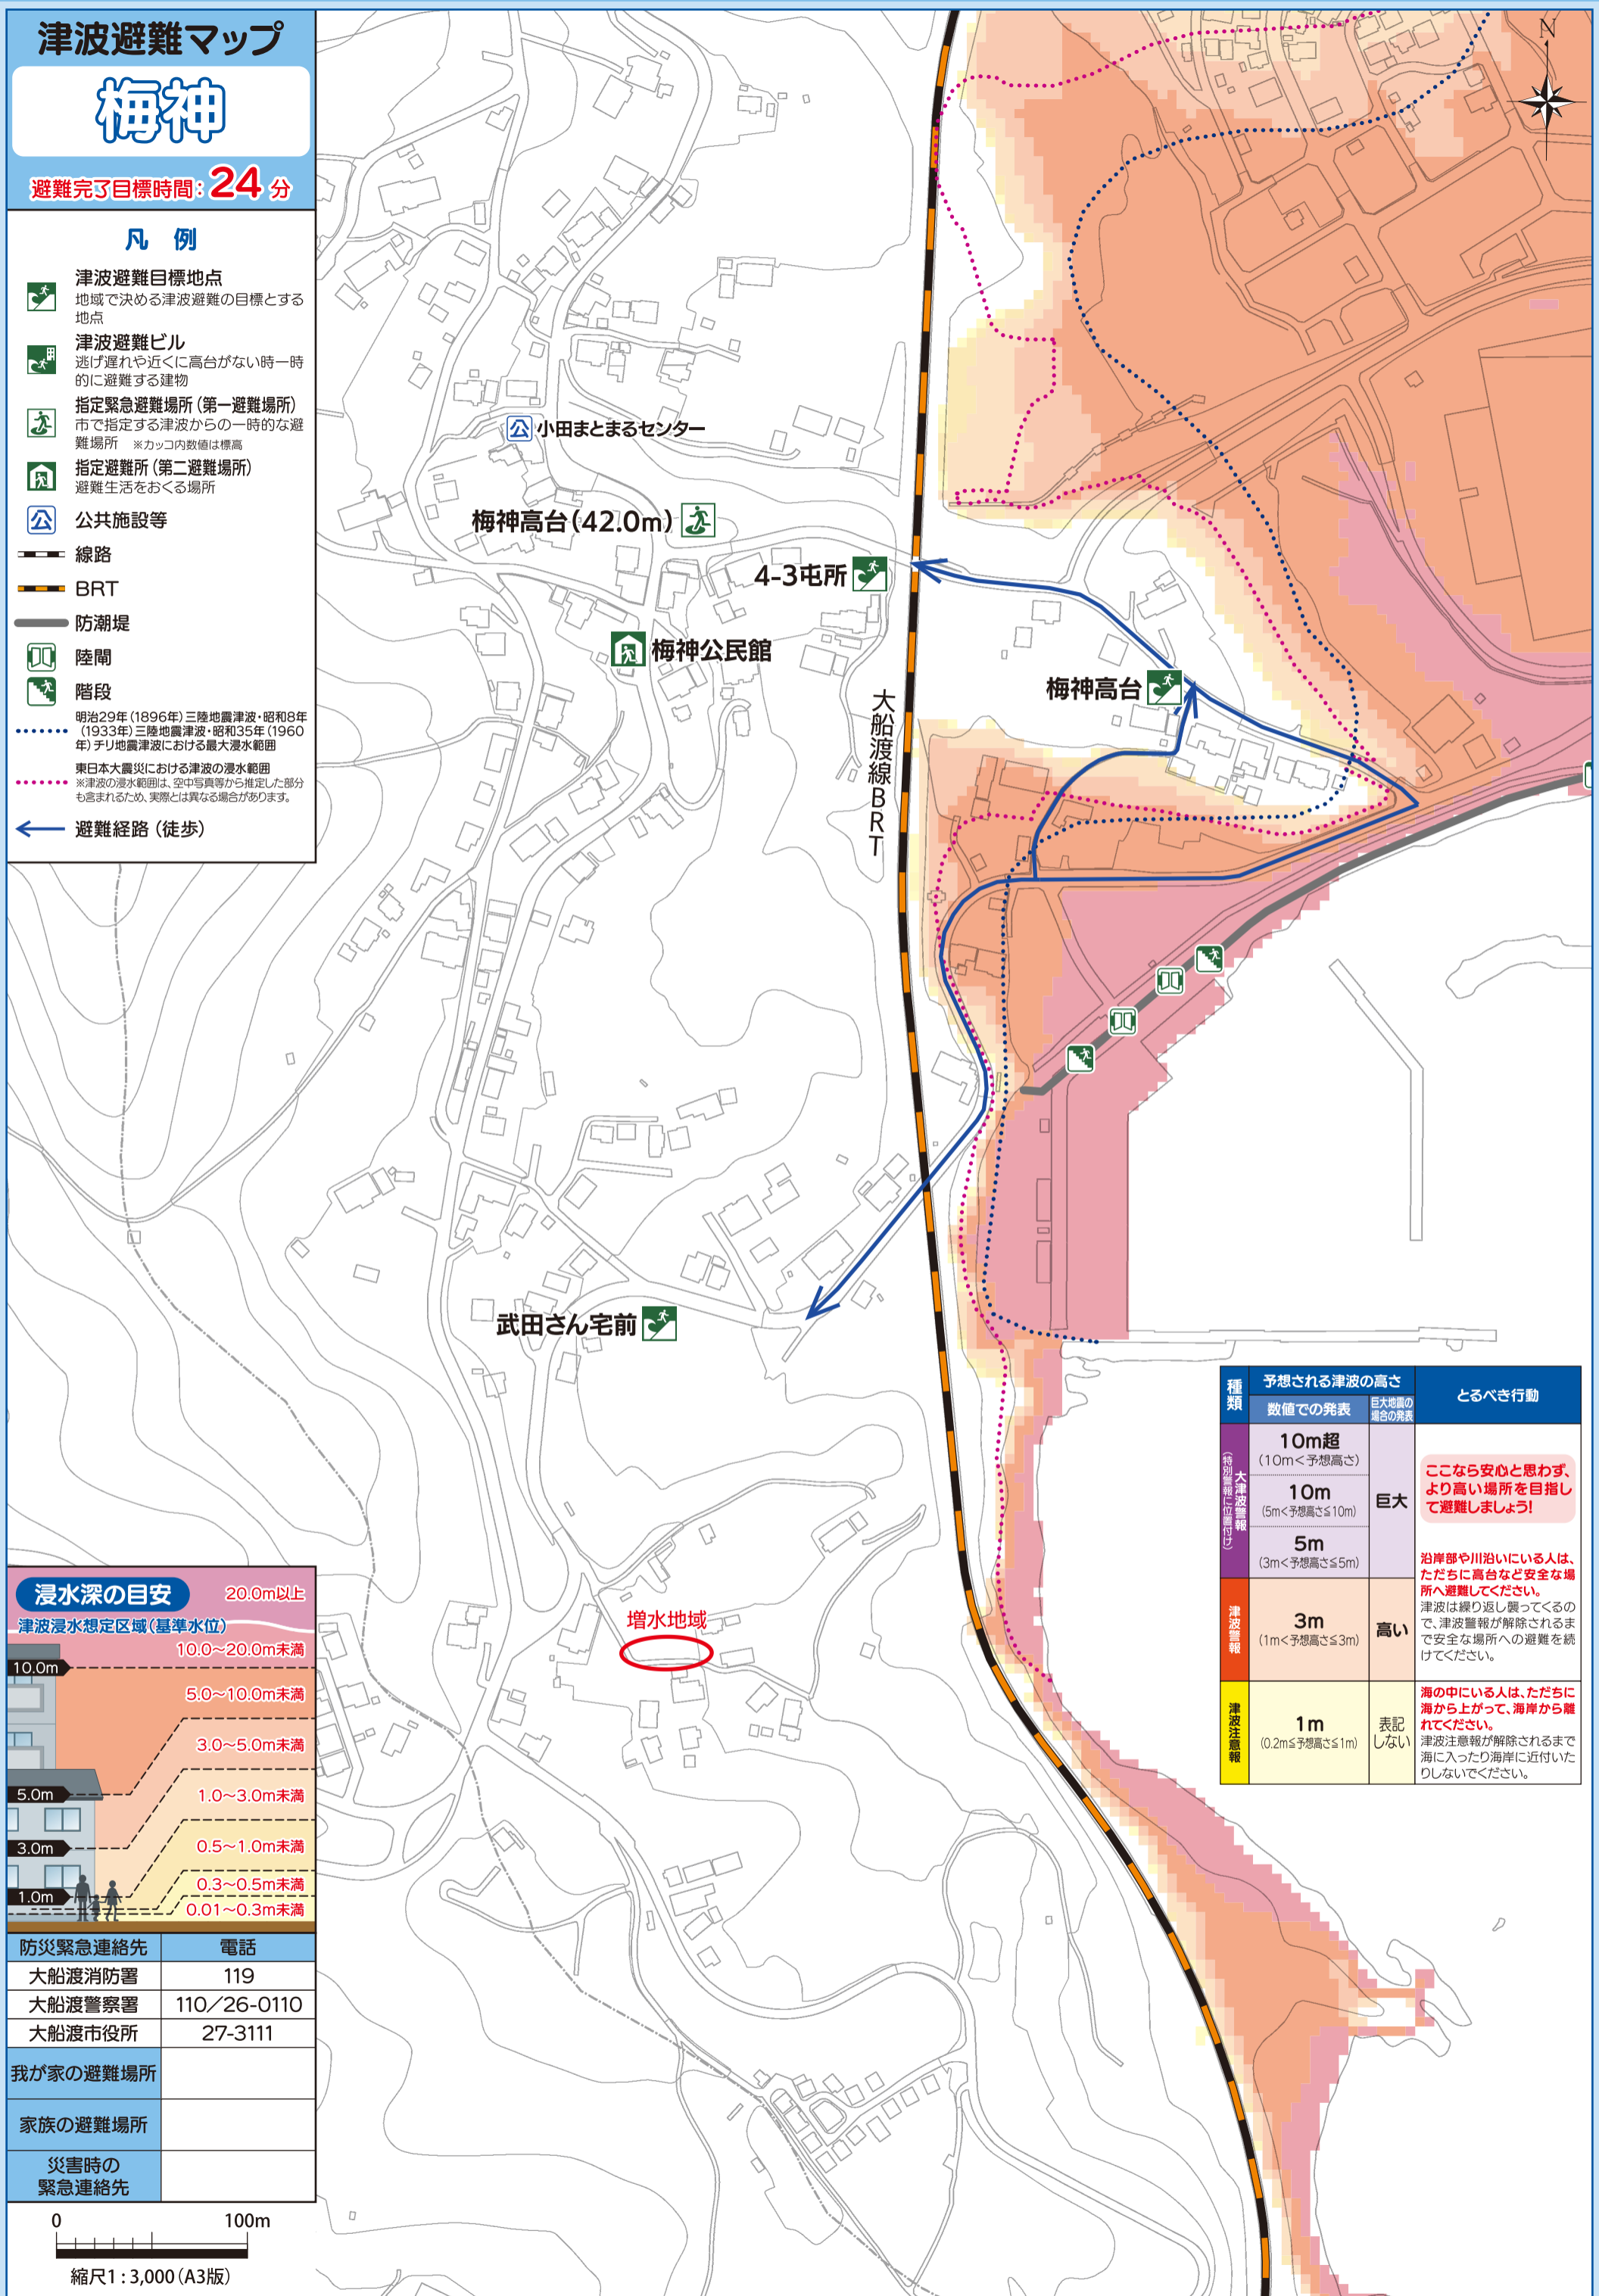 津波避難マップ
梅神
避難完了目標時間：24分
凡 例
津波避難目標地点
地域で決める津波避難の目標とする
地点
津波避難ビル
逃げ遅れや近くに高台がない時一時
的に避難する建物
指定緊急避難場所（第一避難場所）
市で指定する津波からの一時的な避
難場所 ※カッコ内数値は標高
指定避難所（第二避難場所）
避難生活をおくる場所
公 公共施設等
線路
BRT
防潮堤
陸閘
階段
明治29年（1896年）三陸地震津波・昭和8年
（1933年）三陸地震津波・昭和35年（1960
年）チリ地震津波における最大浸水範囲
東日本大震災における津波の浸水範囲
※津波の浸水範囲は、空中写真等から推定した部分
も含まれるため、実際とは異なる場合があります。
避難経路（徒歩）
N
公 小田まとまるセンター
梅神高台（42.0m）
4-3屯所
梅神公民館
梅神高台
大船渡線BRT
武田さん宅前
増水地域
種類
予想される津波の高さ
数値での発表
巨大地震の
場合の発表
とるべき行動
大津波警報
（特別警報に位置付け）
10m超
（10m＜予想高さ）
10m
（5m＜予想高さ≦10m）
5m
（3m＜予想高さ≦5m）
巨大
ここなら安心と思わず、
より高い場所を目指し
て避難しましょう！
沿岸部や川沿いにいる人は、
ただちに高台など安全な場
所へ避難してください。
津波は繰り返し襲ってくるの
で、津波警報が解除されるま
で安全な場所への避難を続
けてください。
津波警報
3m
（1m＜予想高さ≦3m）
高い
津波注意報
1m
（0.2m≦予想高さ≦1m）
表記
しない
海の中にいる人は、ただちに
海から上がって、海岸から離
れてください。
津波注意報が解除されるまで
海に入ったり海岸に近付いた
りしないでください。
浸水深の目安
津波浸水想定区域（基準水位）
20.0m以上
10.0〜20.0m未満
10.0m
5.0〜10.0m未満
3.0〜5.0m未満
5.0m
1.0〜3.0m未満
3.0m
0.5〜1.0m未満
0.3〜0.5m未満
1.0m
0.01〜0.3m未満
防災緊急連絡先 電話
大船渡消防署 119
大船渡警察署 110／26-0110
大船渡市役所 27-3111
我が家の避難場所
家族の避難場所
災害時の
緊急連絡先
0 100m
縮尺1：3,000（A3版）